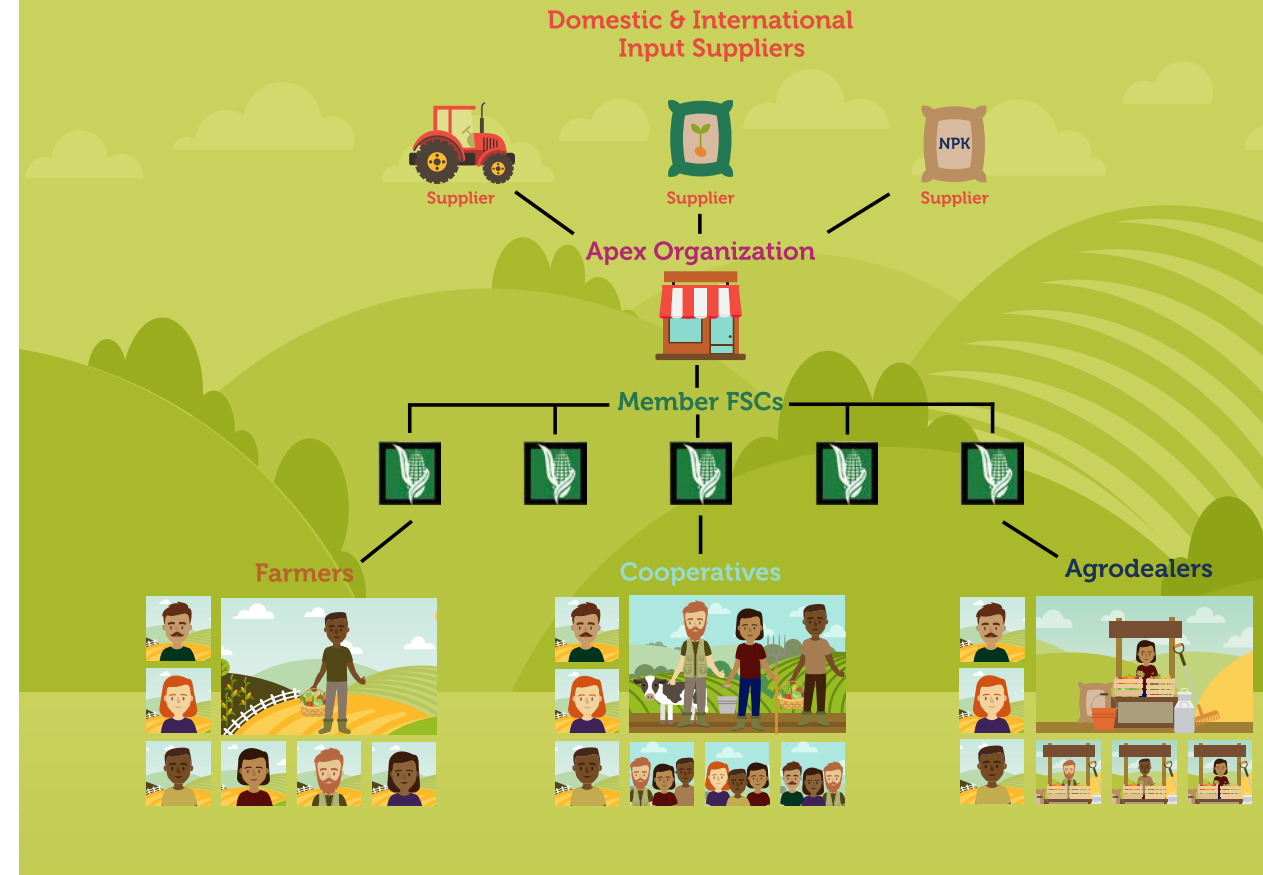 Domestic & International
Input Suppliers
NPK
Supplier
Supplier
Supplier
Apex Organization
Member FSCs
Farmers
Cooperatives
Agrodealers